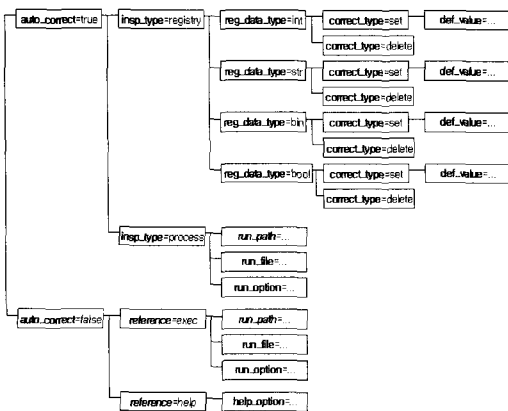 auto_correct=true insp_type=registry reg_data_type=int correct_type=set def_value=...
correct_type=delete
reg_data_type=str correct_type=set def_value=...
correct_type=delete
reg_data_type=bin correct_type=set def_value=...
correct_type=delete
reg_data_type=bool correct_type=set def_value=...
correct_type=delete
insp_type=process run_path=...
run_file=...
run_option=...
auto_correct=false reference=exec run_path=...
run_file=...
run_option=...
reference=help help_option=...